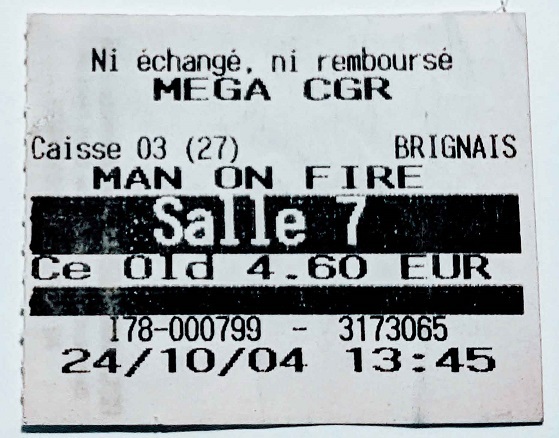 Ni échangé, ni remboursé
MEGA CGR
Caisse 03 (27) BRIGNAIS
MAN ON FIRE
Salle 7
Ce Old 4.60 EUR
178-000799 - 3173065
24/10/04 13:45